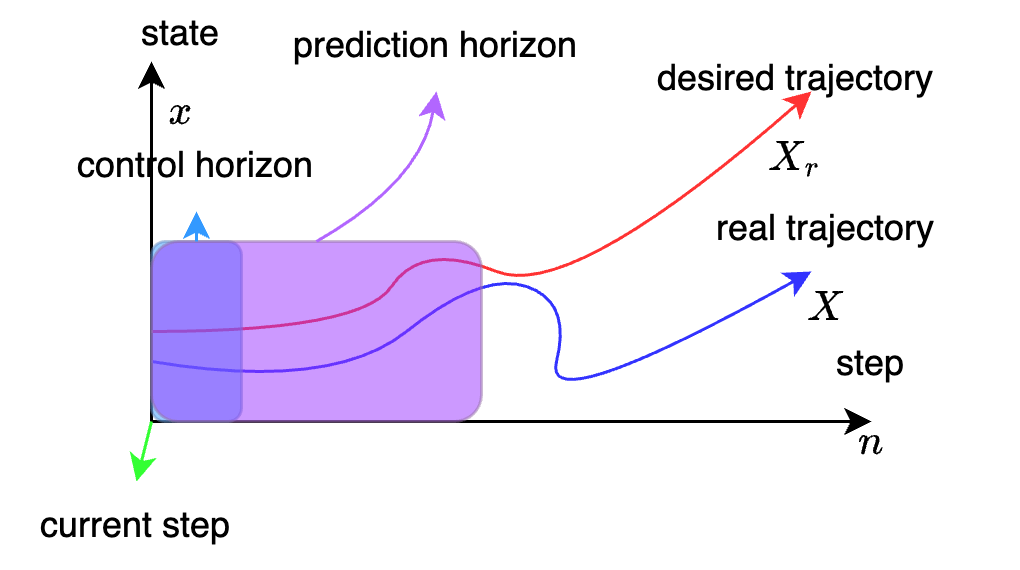 state
prediction horizon
desired trajectory
x
X_r
control horizon
real trajectory
X
step
n
current step